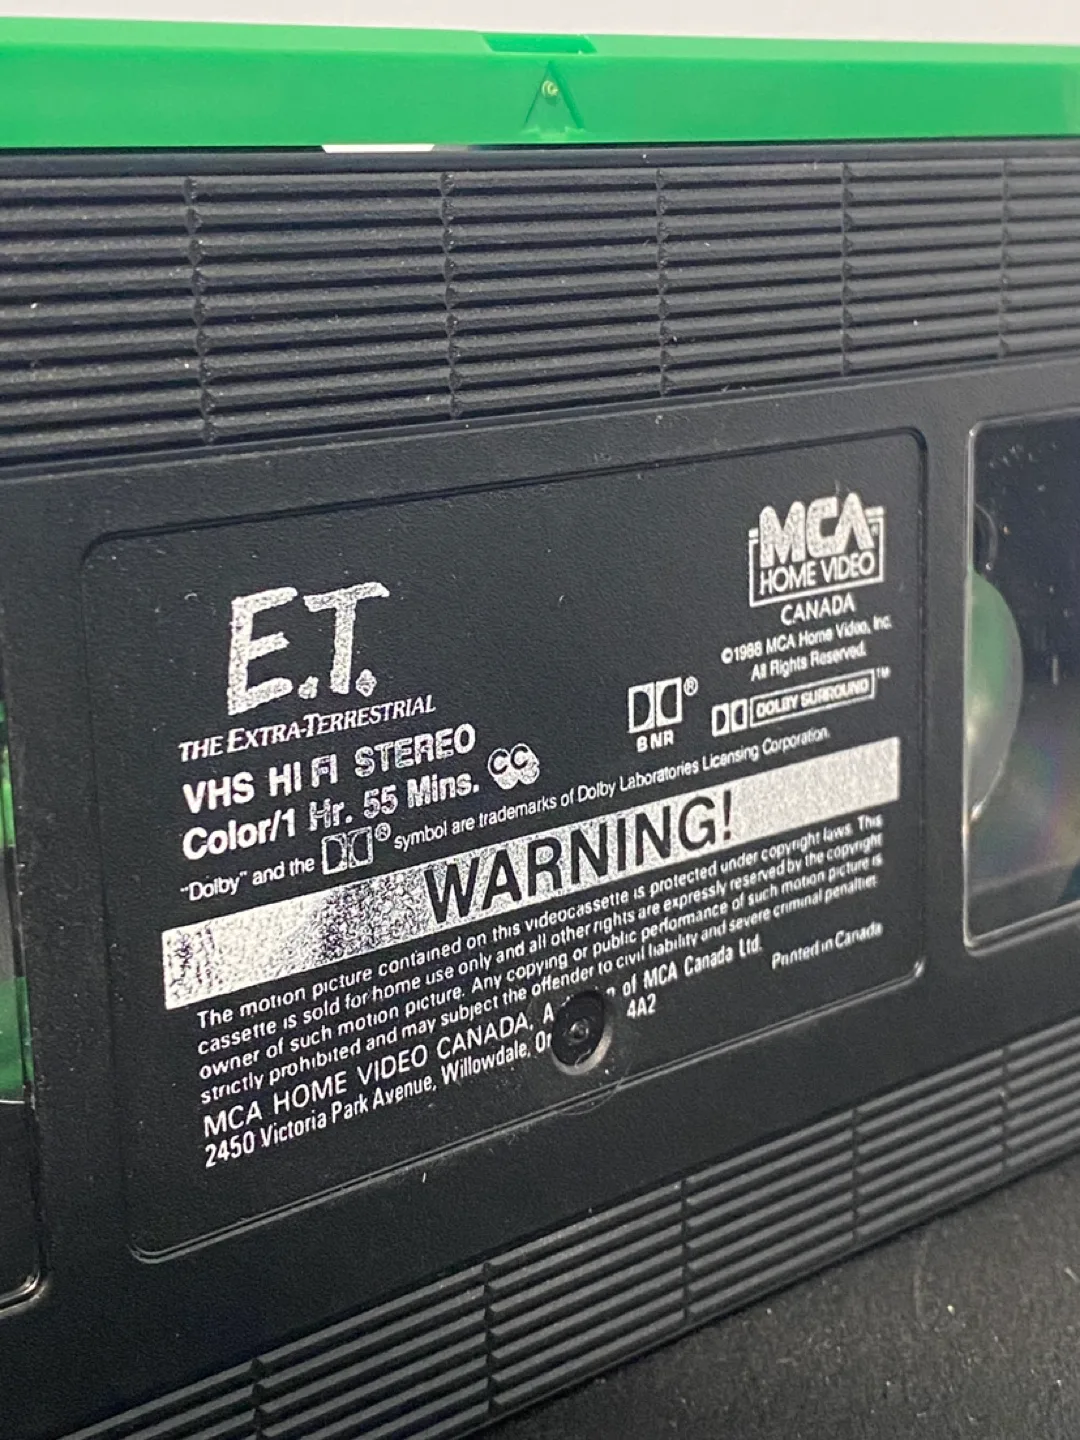 MCA
HOME VIDEO
CANADA
©1988 MCA Home Video, Inc.
All Rights Reserved.
E.T.
THE EXTRA-TERRESTRIAL
VHS HI FI STEREO
Color/1 Hr. 55 Mins. CC
®
B NR
DOLBY SURROUND™
"Dolby" and the ® symbol are trademarks of Dolby Laboratories Licensing Corporation.
WARNING!
The motion picture contained on this videocassette is protected under copyright laws. This
cassette is sold for home use only and all other rights are expressly reserved by the copyright
owner of such motion picture. Any copying or public performance of such motion picture is
strictly prohibited and may subject the offender to civil liability and severe criminal penalties.
MCA HOME VIDEO CANADA, A of MCA Canada Ltd. Printed in Canada
2450 Victoria Park Avenue, Willowdale, 4A2